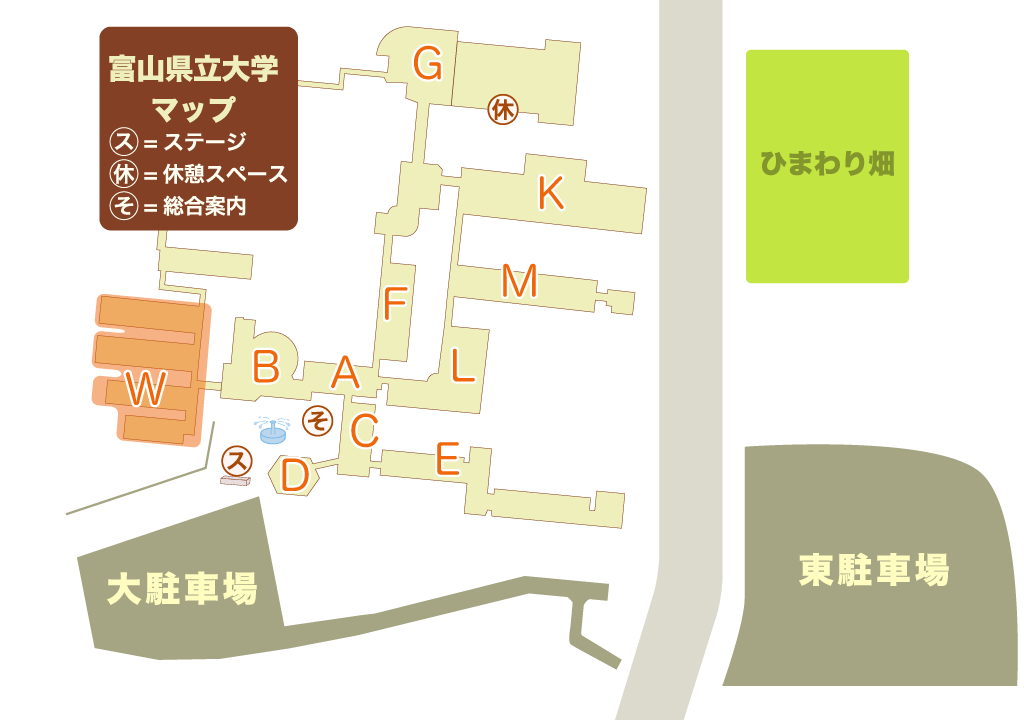 富山県立大学
マップ
ス = ステージ
休 = 休憩スペース
そ = 総合案内
G
休
ひまわり畑
K
M
F
B
A
L
W
そ
C
ス
D
E
大駐車場
東駐車場